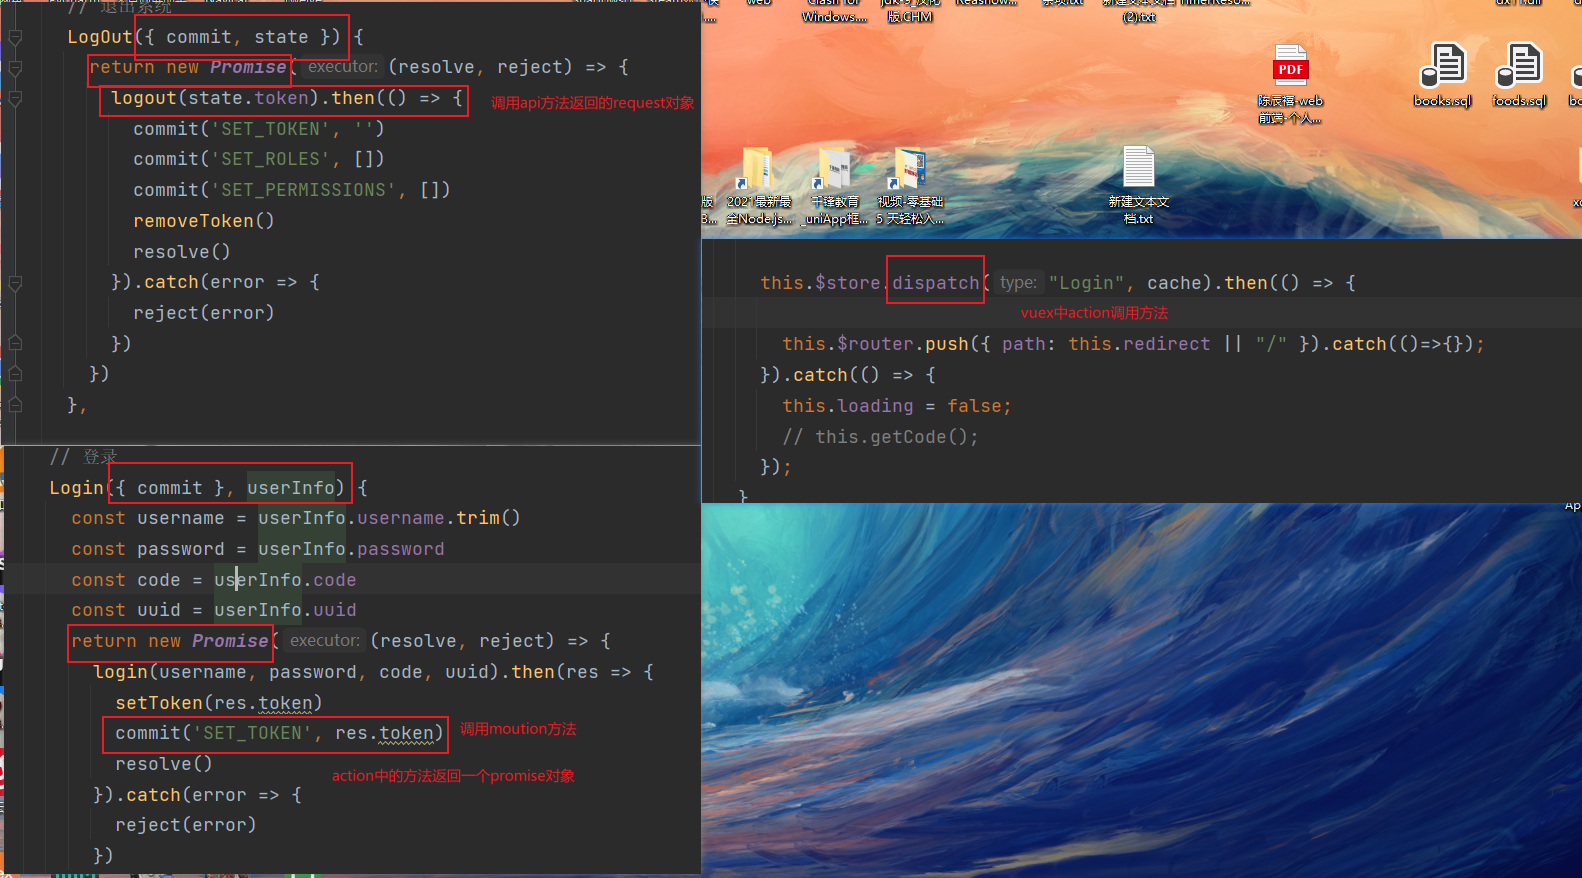 // 退出系统
LogOut({ commit, state }) {
return new Promise( executor: (resolve, reject) => {
logout(state.token).then(() => {
调用api方法返回的request对象
commit('SET_TOKEN', '')
commit('SET_ROLES', [])
commit('SET_PERMISSIONS', [])
removeToken()
resolve()
}).catch(error => {
reject(error)
})
})
},
// 登录
Login({ commit }, userInfo) {
const username = userInfo.username.trim()
const password = userInfo.password
const code = userInfo.code
const uuid = userInfo.uuid
return new Promise( executor: (resolve, reject) => {
login(username, password, code, uuid).then(res => {
setToken(res.token)
commit('SET_TOKEN', res.token)
调用moution方法
resolve()
action中的方法返回一个promise对象
}).catch(error => {
reject(error)
})
web
Windows....
版.CHM
(2).txt
PDF
陈辰禧-web
前端-个人...
books.sql
foods.sql
2021最新最
全Node.js...
千锋教育
_uniApp框...
视频-零基础
5 天轻松入...
新建文本文
档.txt
this.$store.dispatch( type: "Login", cache).then(() => {
vuex中action调用方法
this.$router.push({ path: this.redirect || "/" }).catch(()=>{});
}).catch(() => {
this.loading = false;
// this.getCode();
});
}